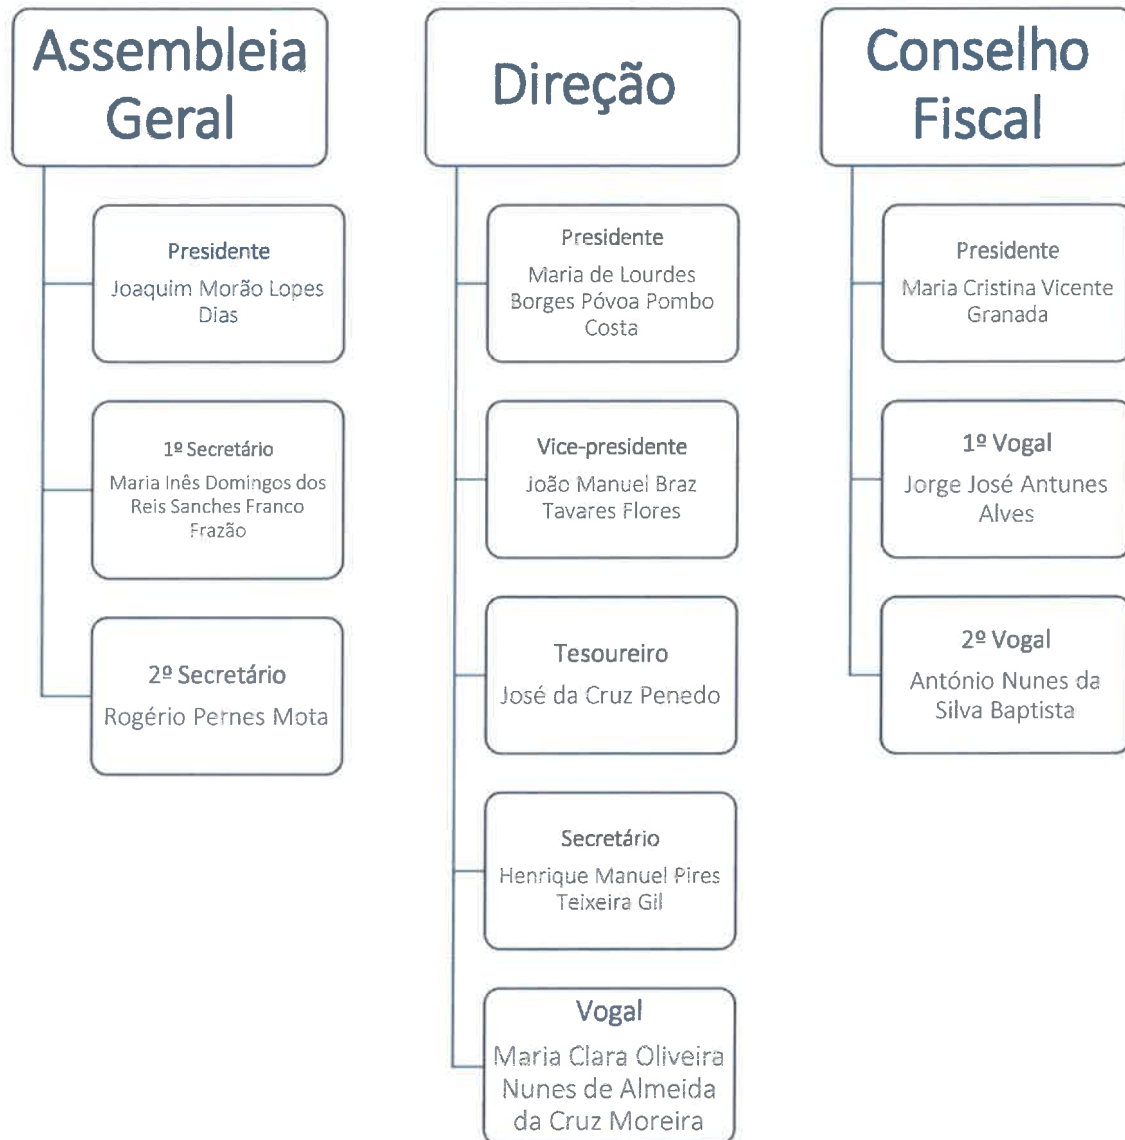 Assembleia
Geral
Presidente
Joaquim Morão Lopes
Dias
1º Secretário
Maria Inês Domingos dos
Reis Sanches Franco
Frazão
2º Secretário
Rogério Pernes Mota
Direção
Presidente
Maria de Lourdes
Borges Póvoa Pombo
Costa
Vice-presidente
João Manuel Braz
Tavares Flores
Tesoureiro
José da Cruz Penedo
Secretário
Henrique Manuel Pires
Teixeira Gil
Vogal
Maria Clara Oliveira
Nunes de Almeida
da Cruz Moreira
Conselho
Fiscal
Presidente
Maria Cristina Vicente
Granada
1º Vogal
Jorge José Antunes
Alves
2º Vogal
António Nunes da
Silva Baptista